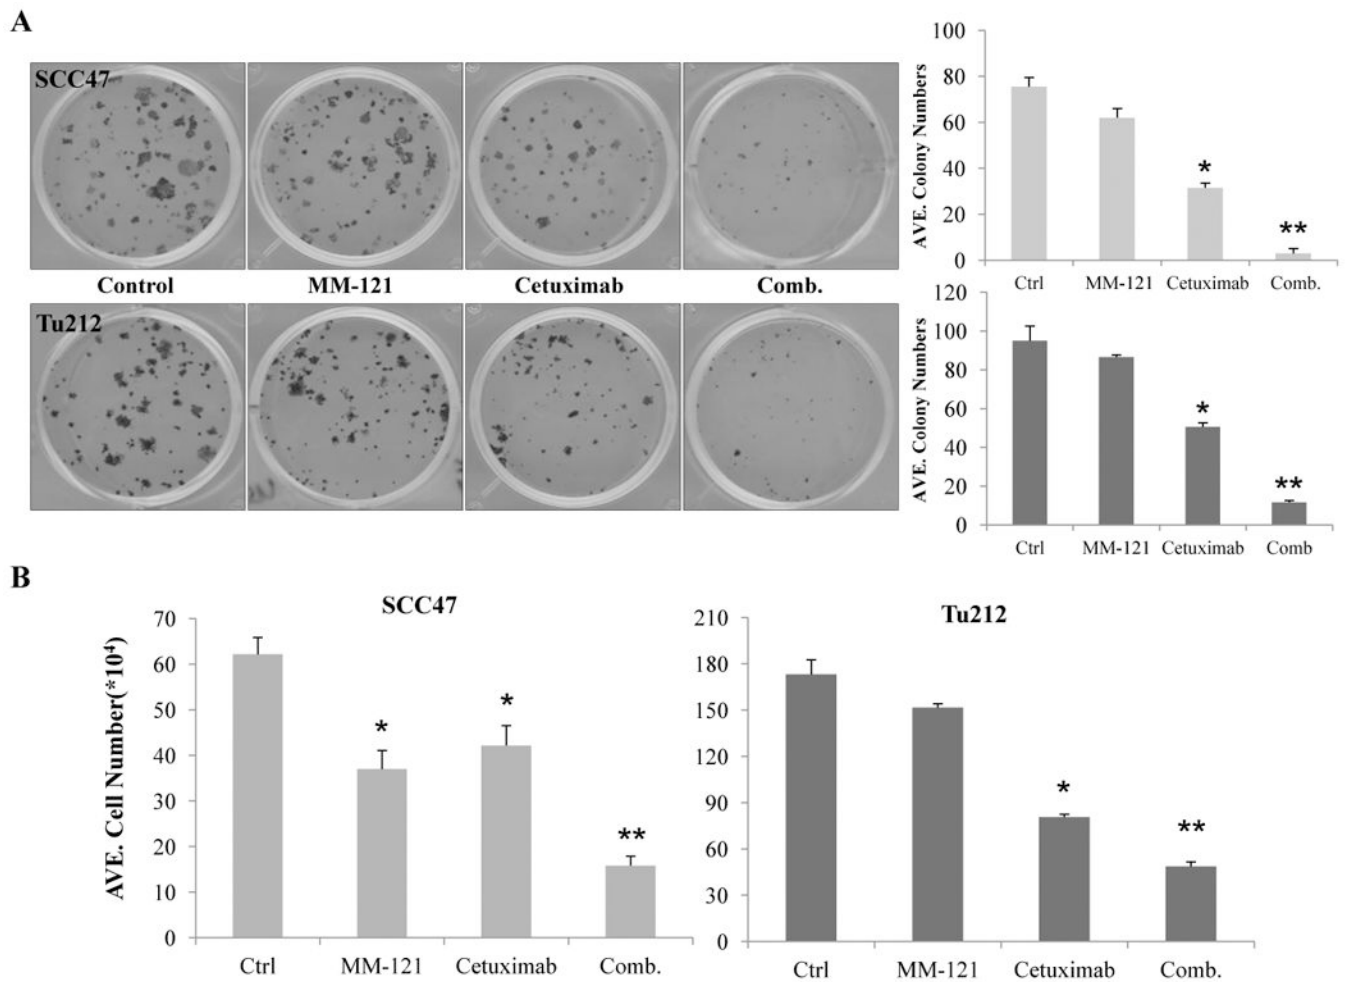 A
SCC47
Control MM-121 Cetuximab Comb.
Tu212
AVE. Colony Numbers
100
80
60
40
20
0
* **
Ctrl MM-121 Cetuximab Comb.
AVE. Colony Numbers
120
100
80
60
40
20
0
* **
Ctrl MM-121 Cetuximab Comb
B
SCC47
AVE. Cell Number(*10⁴)
70
60
50
40
30
20
10
0
* * **
Ctrl MM-121 Cetuximab Comb.
Tu212
210
180
150
120
90
60
30
0
* **
Ctrl MM-121 Cetuximab Comb.